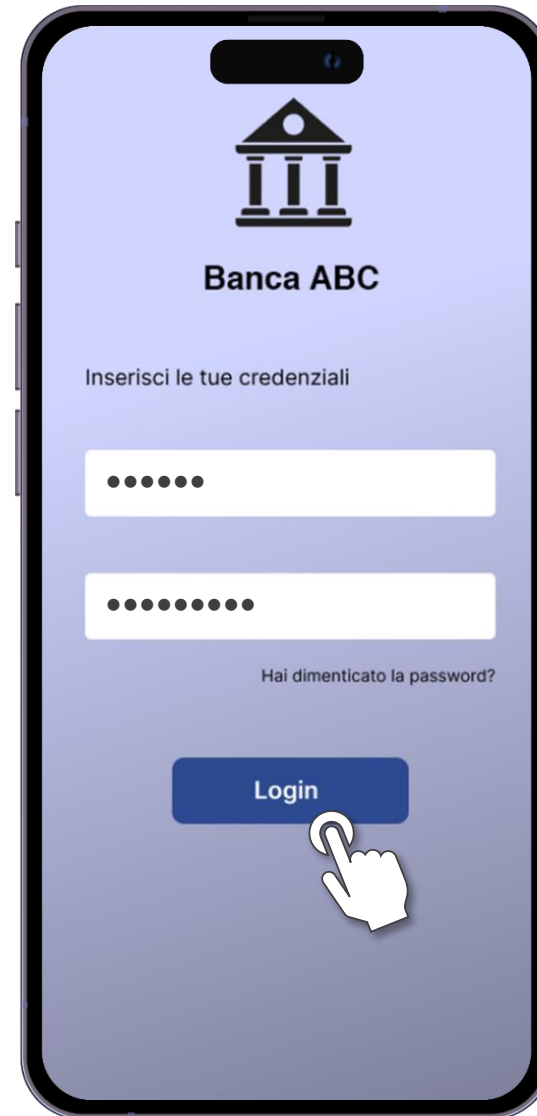 Banca ABC
Inserisci le tue credenziali
••••••
•••••••••
Hai dimenticato la password?
Login